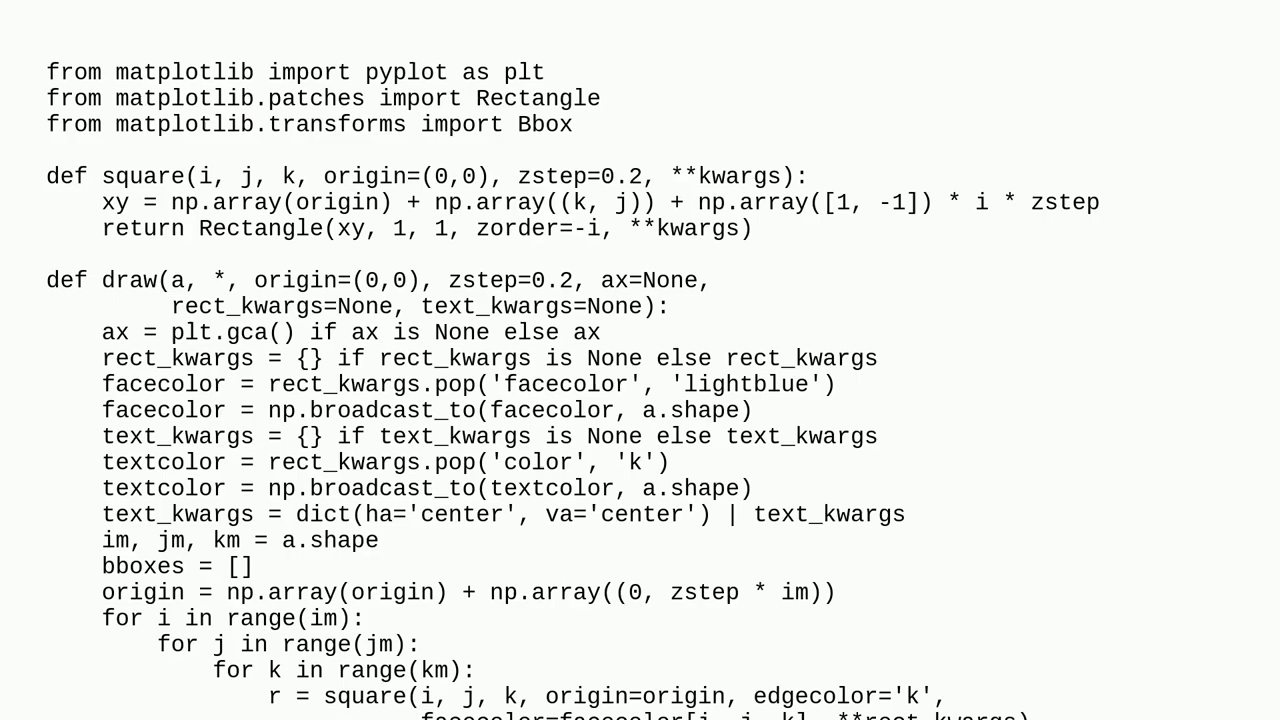 from matplotlib import pyplot as plt
from matplotlib.patches import Rectangle
from matplotlib.transforms import Bbox
def square(i, j, k, origin=(0,0), zstep=0.2, **kwargs):
    xy = np.array(origin) + np.array((k, j)) + np.array([1, -1]) * i * zstep
    return Rectangle(xy, 1, 1, zorder=-i, **kwargs)
def draw(a, *, origin=(0,0), zstep=0.2, ax=None,
         rect_kwargs=None, text_kwargs=None):
    ax = plt.gca() if ax is None else ax
    rect_kwargs = {} if rect_kwargs is None else rect_kwargs
    facecolor = rect_kwargs.pop('facecolor', 'lightblue')
    facecolor = np.broadcast_to(facecolor, a.shape)
    text_kwargs = {} if text_kwargs is None else text_kwargs
    textcolor = rect_kwargs.pop('color', 'k')
    textcolor = np.broadcast_to(textcolor, a.shape)
    text_kwargs = dict(ha='center', va='center') | text_kwargs
    im, jm, km = a.shape
    bboxes = []
    origin = np.array(origin) + np.array((0, zstep * im))
    for i in range(im):
        for j in range(jm):
            for k in range(km):
                r = square(i, j, k, origin=origin, edgecolor='k',
                           facecolor=facecolor[i, j, k], **rect_kwargs)